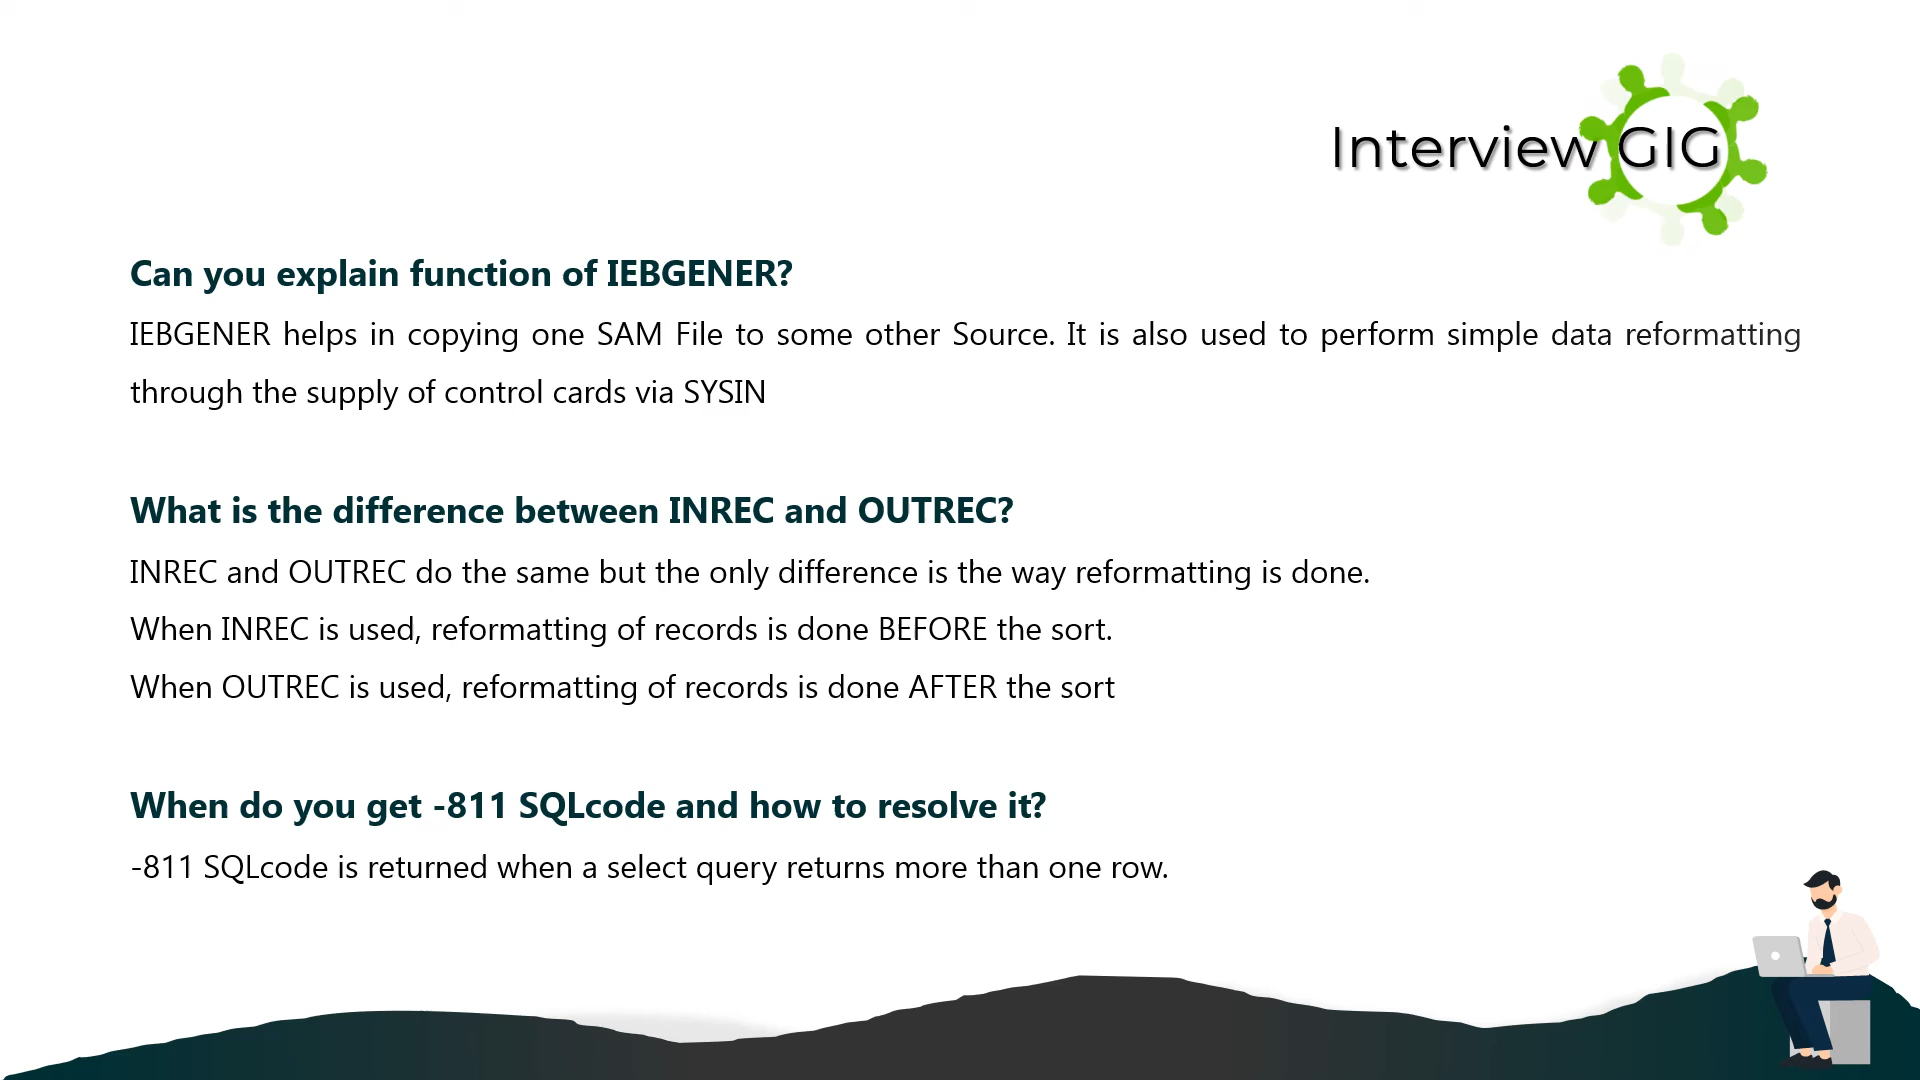 Interview GIG
Can you explain function of IEBGENER?
IEBGENER helps in copying one SAM File to some other Source. It is also used to perform simple data reformatting
through the supply of control cards via SYSIN
What is the difference between INREC and OUTREC?
INREC and OUTREC do the same but the only difference is the way reformatting is done.
When INREC is used, reformatting of records is done BEFORE the sort.
When OUTREC is used, reformatting of records is done AFTER the sort
When do you get -811 SQLcode and how to resolve it?
-811 SQLcode is returned when a select query returns more than one row.